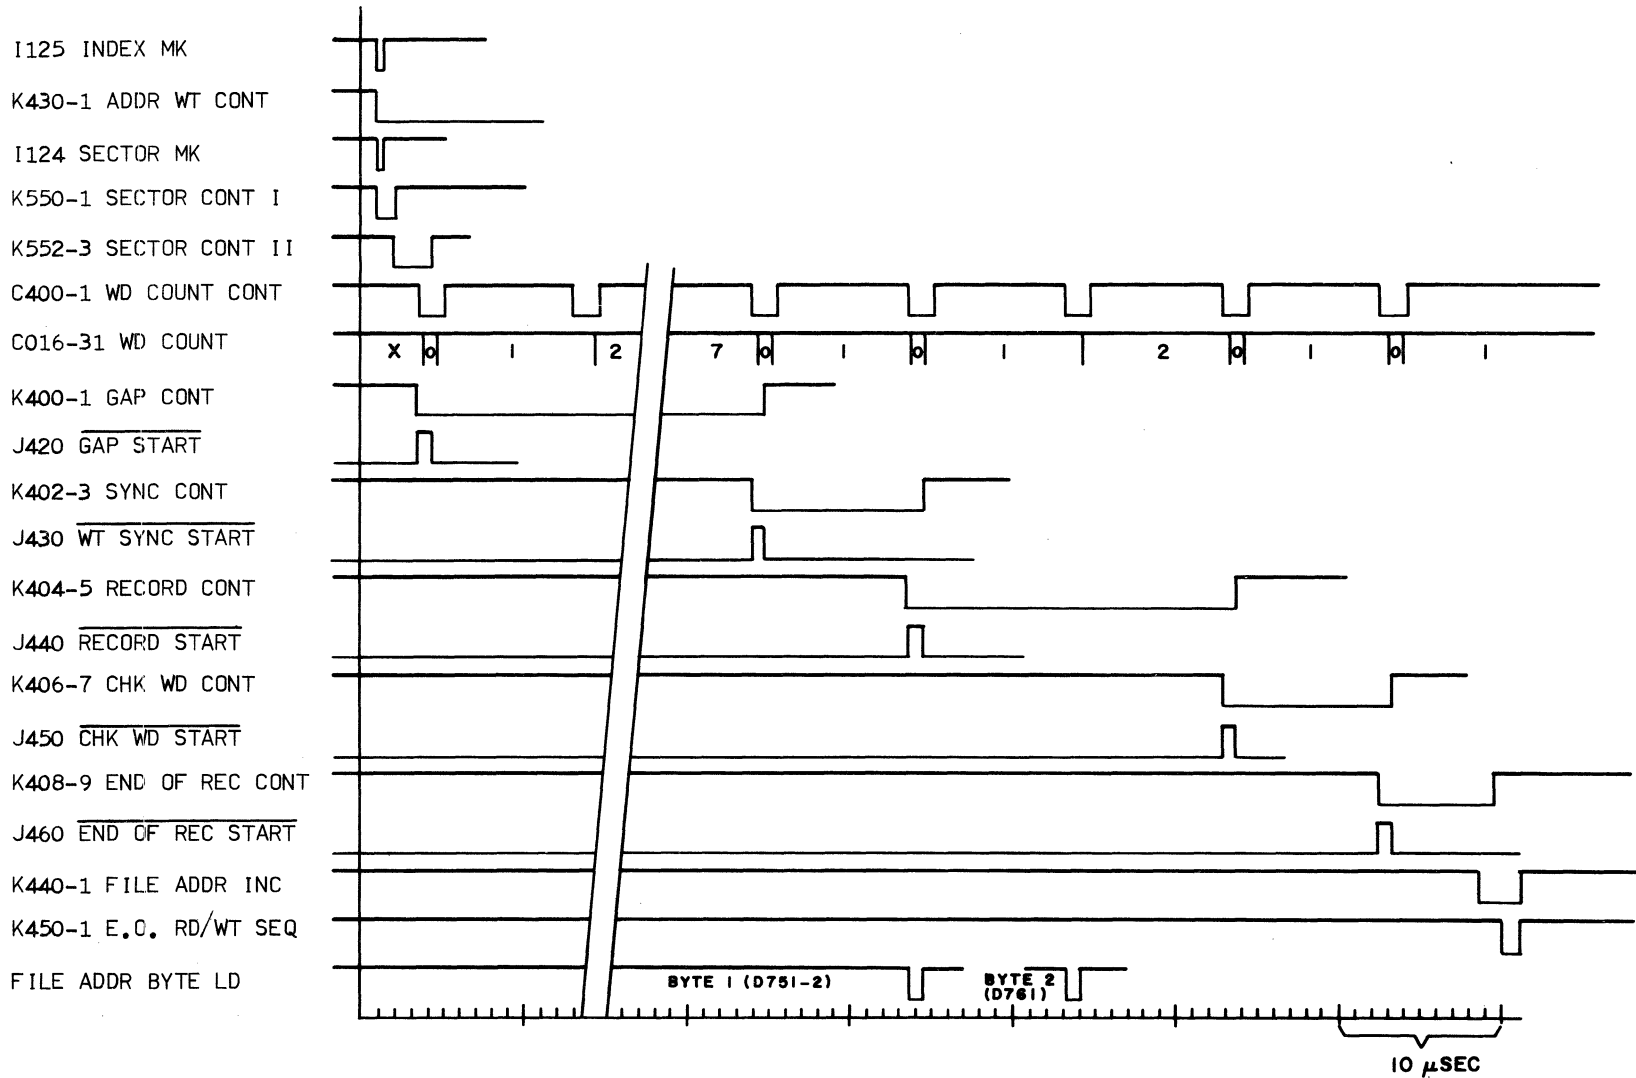 I125 INDEX MK
K430-1 ADDR WT CONT
I124 SECTOR MK
K550-1 SECTOR CONT I
K552-3 SECTOR CONT II
C400-1 WD COUNT CONT
C016-31 WD COUNT
X 0 1 2 7 0 1 0 1 2 0 1 0 1
K400-1 GAP CONT
J420 GAP START
K402-3 SYNC CONT
J430 WT SYNC START
K404-5 RECORD CONT
J440 RECORD START
K406-7 CHK WD CONT
J450 CHK WD START
K408-9 END OF REC CONT
J460 END OF REC START
K440-1 FILE ADDR INC
K450-1 E.O. RD/WT SEQ
FILE ADDR BYTE LD
BYTE 1 (D751-2)
BYTE 2
(D761)
10 µSEC